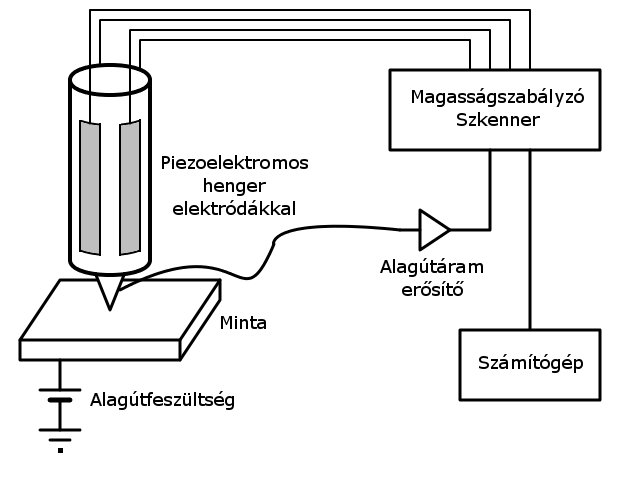 Magasságszabályzó
Szkenner
Piezoelektromos
henger
elektródákkal
Alagútáram
erősítő
Minta
Számítógép
Alagútfeszültség